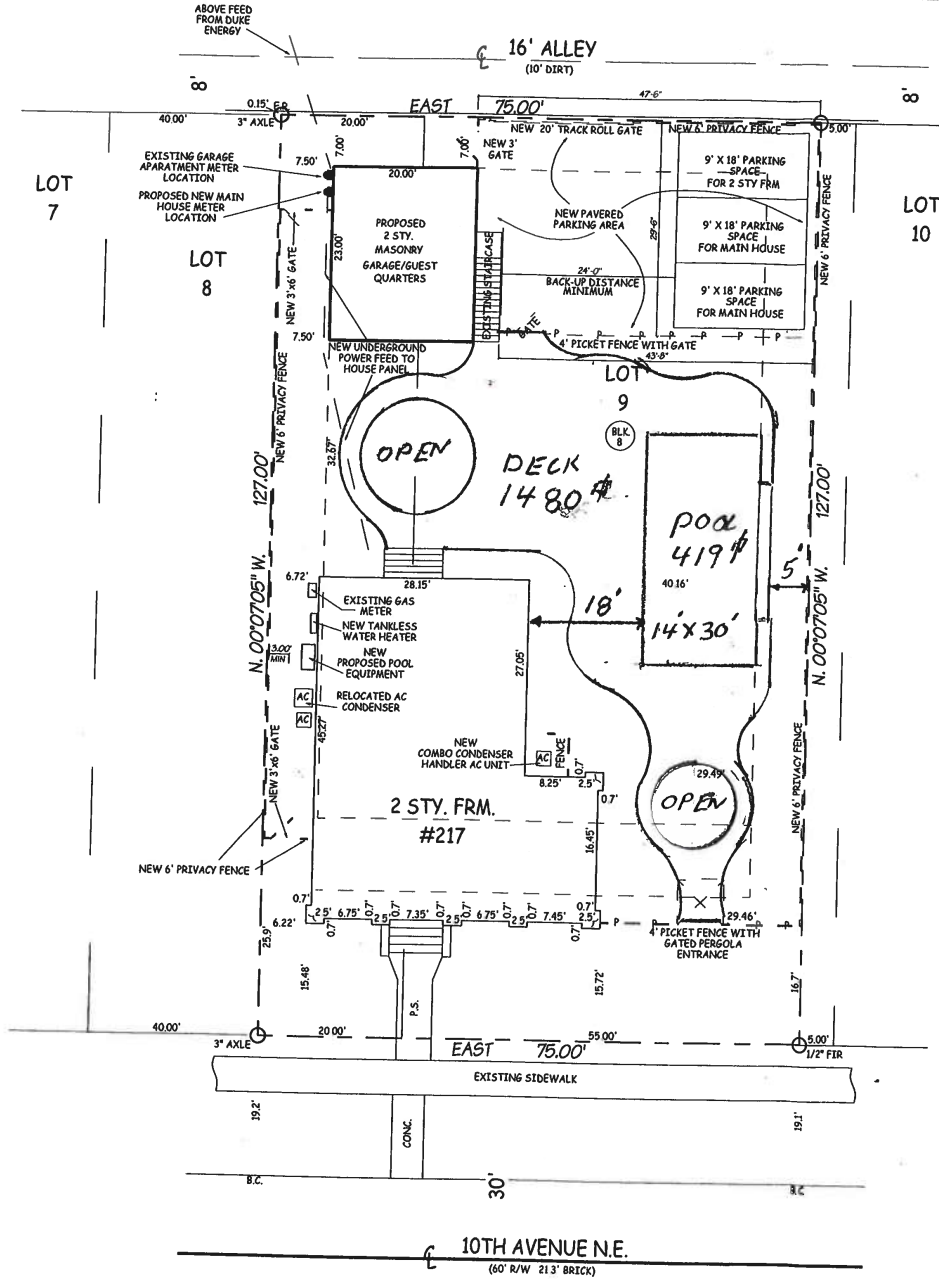 ABOVE FEED
FROM DUKE
ENERGY
16' ALLEY
(10' DIRT)
8'
8'
47'-6"
0.15'
EAST 75.00'
40.00'
3" AXLE
20.00'
NEW 20' TRACK ROLL GATE
NEW 6' PRIVACY FENCE
5.00'
7.00'
7.00'
NEW 3'
GATE
EXISTING GARAGE
APARATMENT METER
LOCATION
7.50'
20.00'
9' X 18' PARKING
SPACE
FOR 2 STY FRM
PROPOSED NEW MAIN
HOUSE METER
LOCATION
LOT
7
LOT
10
LOT
8
NEW 3'x6' GATE
23.00'
PROPOSED
2 STY.
MASONRY
GARAGE/GUEST
QUARTERS
EXISTING STAIRCASE
NEW PAVERED
PARKING AREA
29'-6"
9' X 18' PARKING
SPACE
FOR MAIN HOUSE
NEW 6' PRIVACY FENCE
24'-0"
BACK-UP DISTANCE
MINIMUM
9' X 18' PARKING
SPACE
FOR MAIN HOUSE
7.50'
GATE
P P P P P
4' PICKET FENCE WITH GATE
43'-8"
NEW UNDERGROUND
POWER FEED TO
HOUSE PANEL
NEW 6' PRIVACY FENCE
LOT
9
BLK.
8
32.67'
OPEN
DECK
1480
127.00'
127.00'
POOL
419
40.16'
14'X30'
5'
18'
N. 00°07'05" W.
N. 00°07'05" W.
6.72'
28.15'
EXISTING GAS
METER
NEW TANKLESS
WATER HEATER
3.00'
MIN
NEW
PROPOSED POOL
EQUIPMENT
27.05'
AC
RELOCATED AC
CONDENSER
AC
45.27'
NEW 3'x6' GATE
NEW
COMBO CONDENSER
HANDLER AC UNIT
AC
FENCE
0.7'
8.25'
2.5'
0.7'
29.49'
OPEN
NEW 6' PRIVACY FENCE
2 STY. FRM.
#217
16.45'
NEW 6' PRIVACY FENCE
0.7'
0.7'
0.7'
0.7'
0.7'
0.7'
6.22'
2.5'
6.75'
2.5
7.35'
2.5
6.75'
2.5
7.45'
2.5'
0.7'
0.7'
P
P P
29.46'
4' PICKET FENCE WITH
GATED PERGOLA
ENTRANCE
25.9'
15.48'
15.72'
16.7'
P.S.
40.00'
3" AXLE
20.00'
55.00'
EAST 75.00'
5.00'
1/2" FIR
EXISTING SIDEWALK
19.2'
CONC.
19.1'
B.C.
30'
B.C
10TH AVENUE N.E.
(60' R/W 21.3' BRICK)